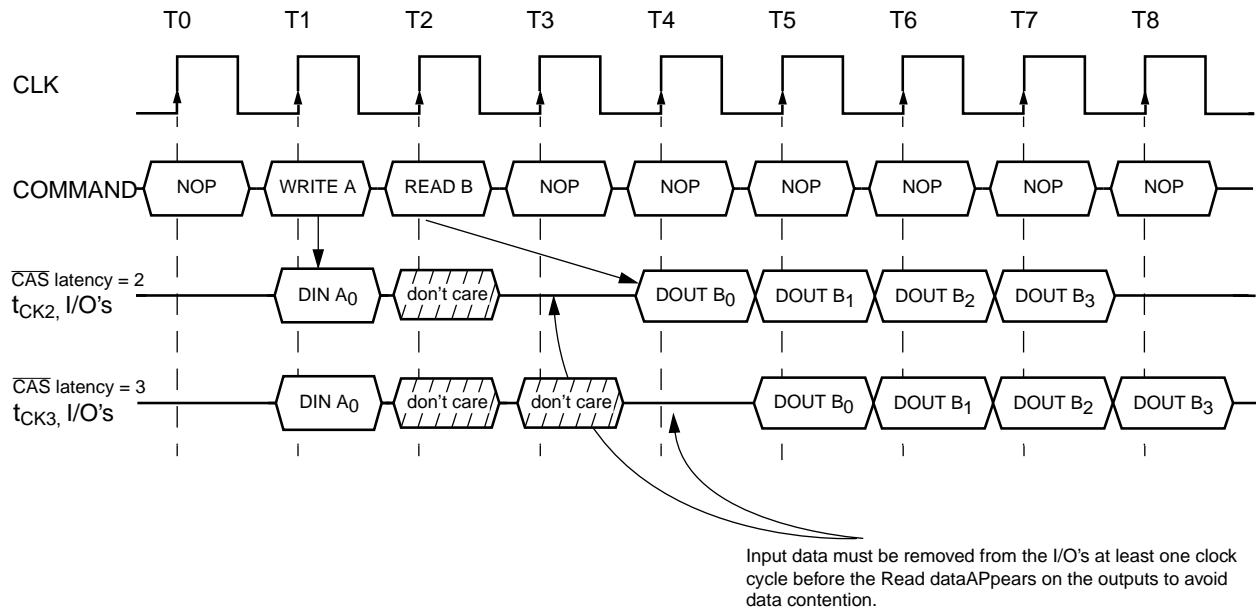 T0 T1 T2 T3 T4 T5 T6 T7 T8
CLK
COMMAND NOP WRITE A READ B NOP NOP NOP NOP NOP NOP
CAS latency = 2
tCK2, I/O's DIN A0 don't care DOUT B0 DOUT B1 DOUT B2 DOUT B3
CAS latency = 3
tCK3, I/O's DIN A0 don't care don't care DOUT B0 DOUT B1 DOUT B2 DOUT B3
Input data must be removed from the I/O's at least one clock
cycle before the Read dataAPpears on the outputs to avoid
data contention.